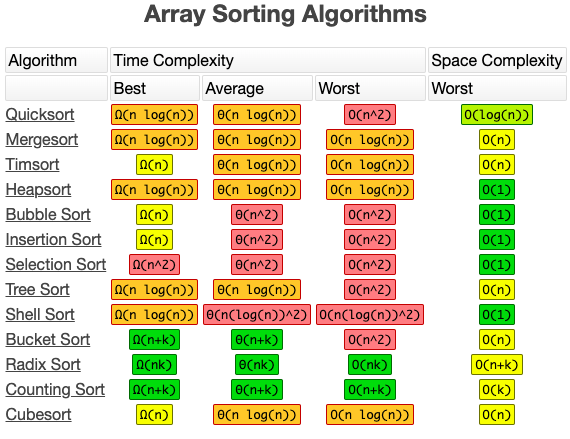 Array Sorting Algorithms
Algorithm Time Complexity Space Complexity
Best Average Worst Worst
Quicksort Ω(n log(n)) Θ(n log(n)) O(n^2) O(log(n))
Mergesort Ω(n log(n)) Θ(n log(n)) O(n log(n)) O(n)
Timsort Ω(n) Θ(n log(n)) O(n log(n)) O(n)
Heapsort Ω(n log(n)) Θ(n log(n)) O(n log(n)) O(1)
Bubble Sort Ω(n) Θ(n^2) O(n^2) O(1)
Insertion Sort Ω(n) Θ(n^2) O(n^2) O(1)
Selection Sort Ω(n^2) Θ(n^2) O(n^2) O(1)
Tree Sort Ω(n log(n)) Θ(n log(n)) O(n^2) O(n)
Shell Sort Ω(n log(n)) Θ(n(log(n))^2) O(n(log(n))^2) O(1)
Bucket Sort Ω(n+k) Θ(n+k) O(n^2) O(n)
Radix Sort Ω(nk) Θ(nk) O(nk) O(n+k)
Counting Sort Ω(n+k) Θ(n+k) O(n+k) O(k)
Cubesort Ω(n) Θ(n log(n)) O(n log(n)) O(n)